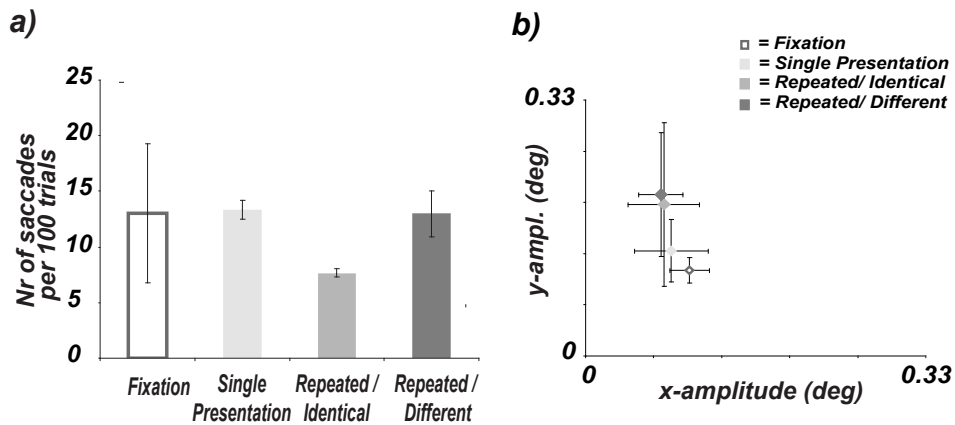 a)
Nr of saccades
per 100 trials
25
20
15
10
5
0
Fixation
Single
Presentation
Repeated /
Identical
Repeated /
Different
b)
= Fixation
= Single Presentation
= Repeated/ Identical
= Repeated/ Different
y-ampl. (deg)
0.33
0
0
0.33
x-amplitude (deg)